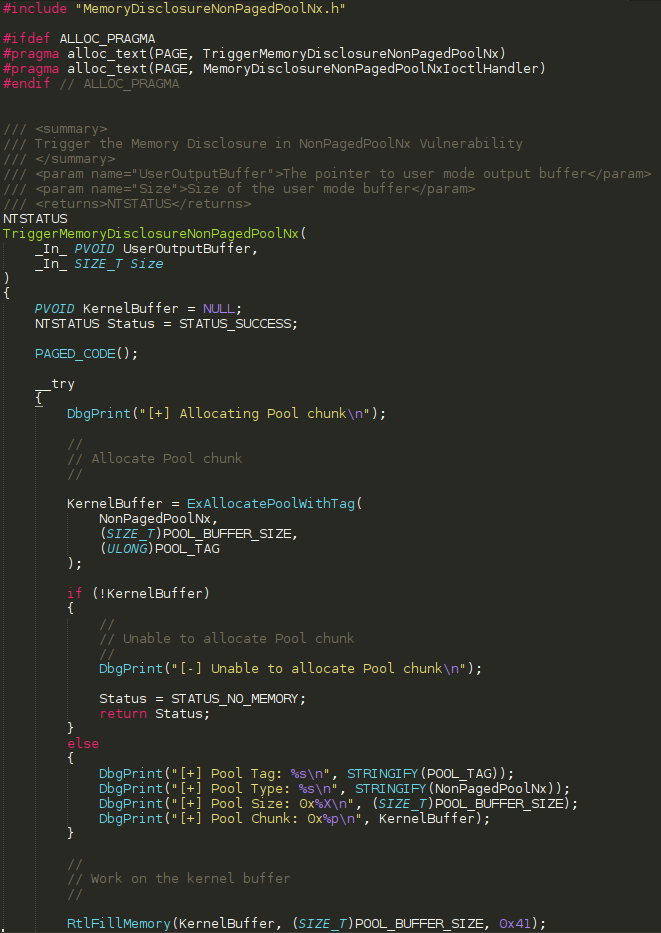 #include "MemoryDisclosureNonPagedPoolNx.h"
#ifdef ALLOC_PRAGMA
#pragma alloc_text(PAGE, TriggerMemoryDisclosureNonPagedPoolNx)
#pragma alloc_text(PAGE, MemoryDisclosureNonPagedPoolNxIoctlHandler)
#endif // ALLOC_PRAGMA
/// <summary>
/// Trigger the Memory Disclosure in NonPagedPoolNx Vulnerability
/// </summary>
/// <param name="UserOutputBuffer">The pointer to user mode output buffer</param>
/// <param name="Size">Size of the user mode buffer</param>
/// <returns>NTSTATUS</returns>
NTSTATUS
TriggerMemoryDisclosureNonPagedPoolNx(
    _In_ PVOID UserOutputBuffer,
    _In_ SIZE_T Size
)
{
    PVOID KernelBuffer = NULL;
    NTSTATUS Status = STATUS_SUCCESS;
    PAGED_CODE();
    __try
    {
        DbgPrint("[+] Allocating Pool chunk\n");
        //
        // Allocate Pool chunk
        //
        KernelBuffer = ExAllocatePoolWithTag(
            NonPagedPoolNx,
            (SIZE_T)POOL_BUFFER_SIZE,
            (ULONG)POOL_TAG
        );
        if (!KernelBuffer)
        {
            //
            // Unable to allocate Pool chunk
            //
            DbgPrint("[-] Unable to allocate Pool chunk\n");
            Status = STATUS_NO_MEMORY;
            return Status;
        }
        else
        {
            DbgPrint("[+] Pool Tag: %s\n", STRINGIFY(POOL_TAG));
            DbgPrint("[+] Pool Type: %s\n", STRINGIFY(NonPagedPoolNx));
            DbgPrint("[+] Pool Size: 0x%X\n", (SIZE_T)POOL_BUFFER_SIZE);
            DbgPrint("[+] Pool Chunk: 0x%p\n", KernelBuffer);
        }
        //
        // Work on the kernel buffer
        //
        RtlFillMemory(KernelBuffer, (SIZE_T)POOL_BUFFER_SIZE, 0x41);